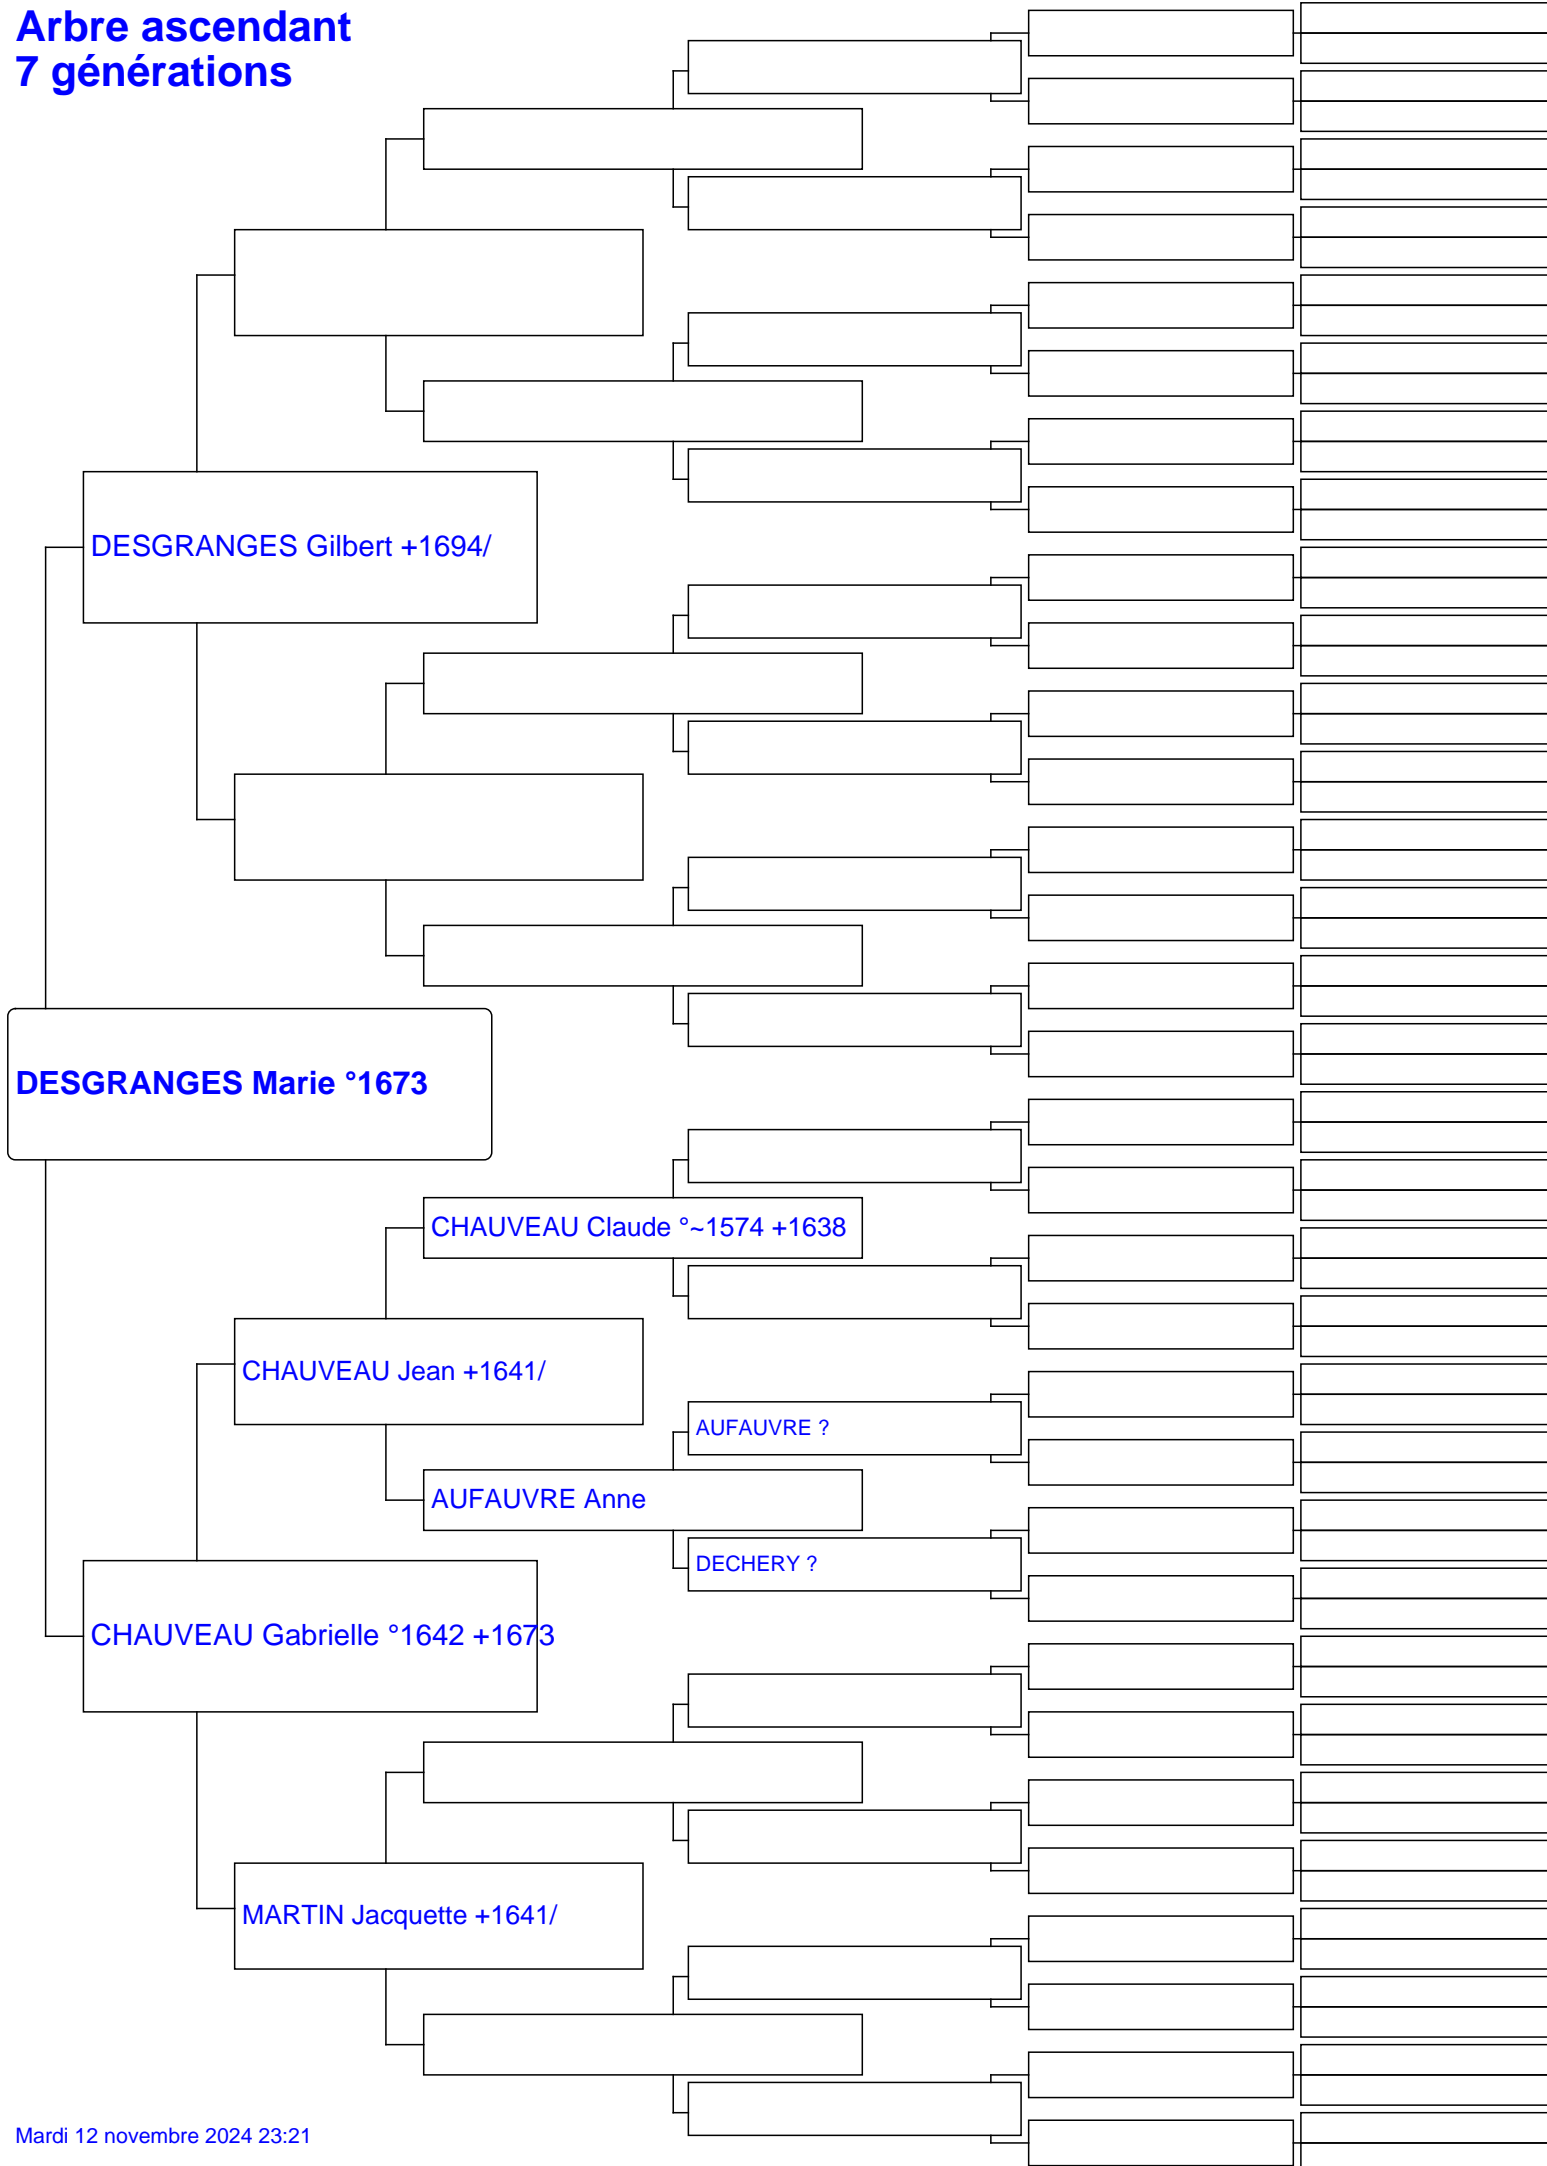 Arbre ascendant
7 générations
DESGRANGES Gilbert +1694/
DESGRANGES Marie °1673
CHAUVEAU Claude °~1574 +1638
CHAUVEAU Jean +1641/
AUFAUVRE ?
AUFAUVRE Anne
DECHERY ?
CHAUVEAU Gabrielle °1642 +1673
MARTIN Jacquette +1641/
Mardi 12 novembre 2024 23:21